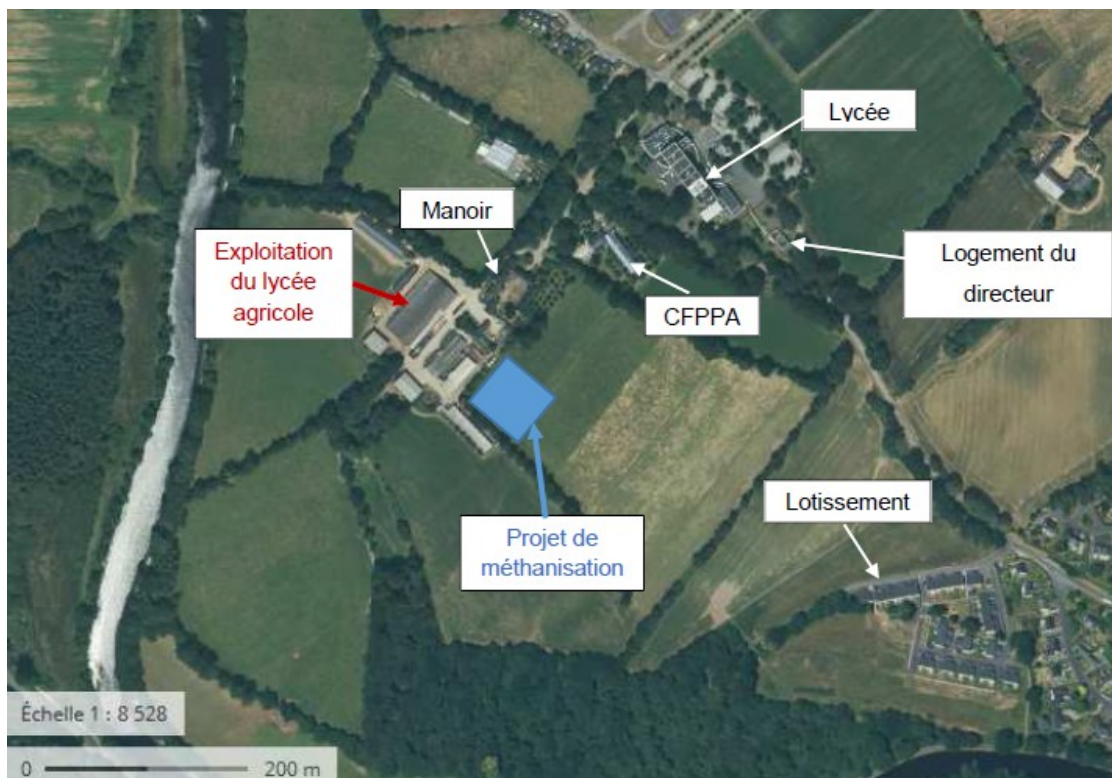 Lycée
Manoir
Exploitation
du lycée
agricole
Logement du
directeur
CFPPA
Lotissement
Projet de
méthanisation
Échelle 1 : 8 528
0 200 m